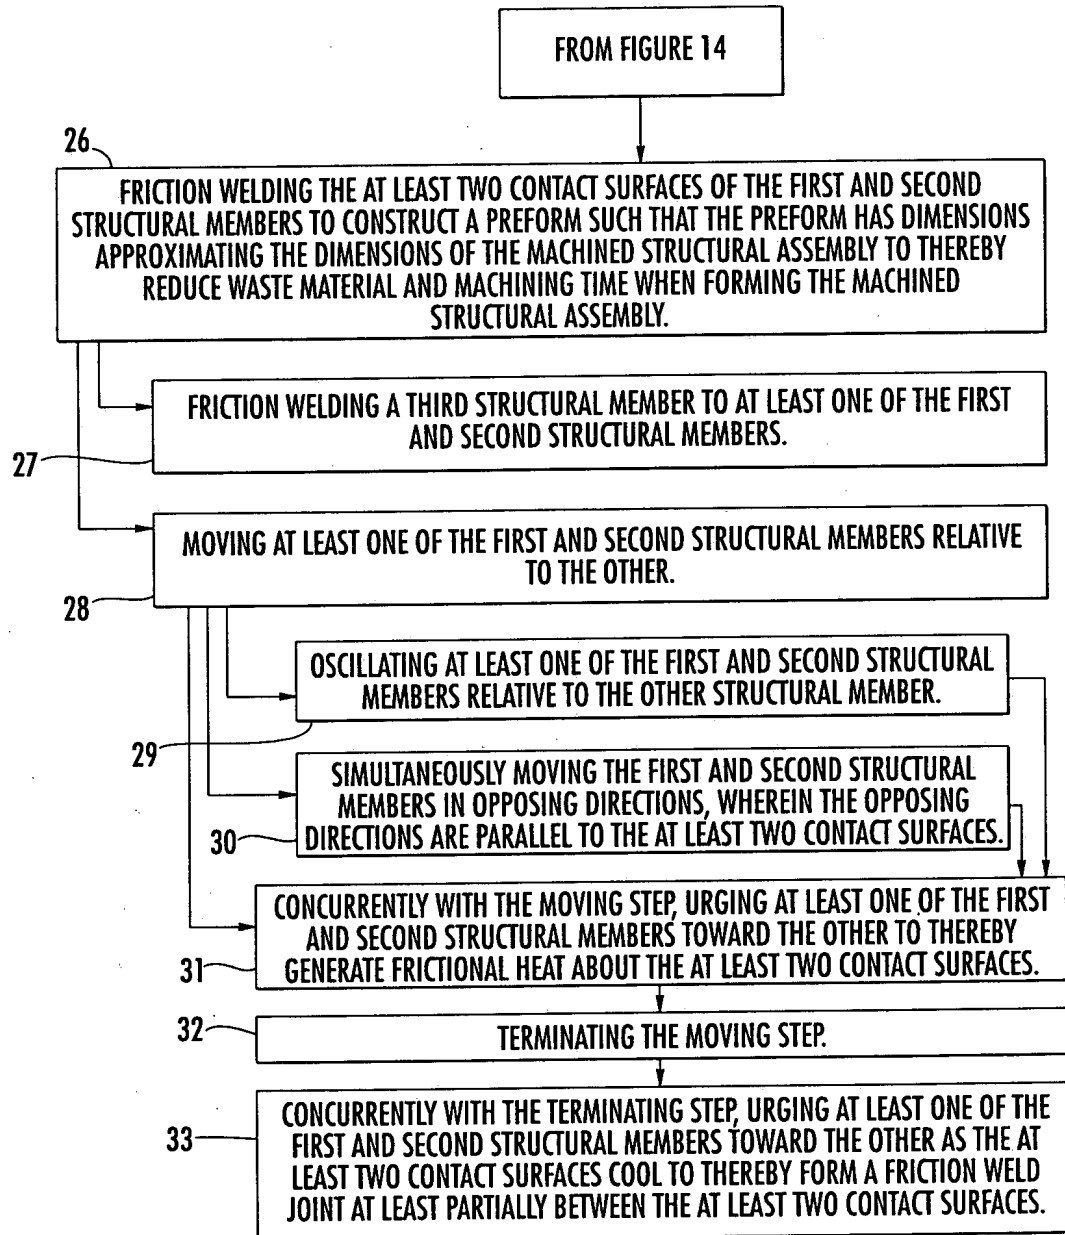 FROM FIGURE 14
26
FRICTION WELDING THE AT LEAST TWO CONTACT SURFACES OF THE FIRST AND SECOND
STRUCTURAL MEMBERS TO CONSTRUCT A PREFORM SUCH THAT THE PREFORM HAS DIMENSIONS
APPROXIMATING THE DIMENSIONS OF THE MACHINED STRUCTURAL ASSEMBLY TO THEREBY
REDUCE WASTE MATERIAL AND MACHINING TIME WHEN FORMING THE MACHINED
STRUCTURAL ASSEMBLY.
FRICTION WELDING A THIRD STRUCTURAL MEMBER TO AT LEAST ONE OF THE FIRST
AND SECOND STRUCTURAL MEMBERS.
27
MOVING AT LEAST ONE OF THE FIRST AND SECOND STRUCTURAL MEMBERS RELATIVE
TO THE OTHER.
28
OSCILLATING AT LEAST ONE OF THE FIRST AND SECOND STRUCTURAL
MEMBERS RELATIVE TO THE OTHER STRUCTURAL MEMBER.
29
SIMULTANEOUSLY MOVING THE FIRST AND SECOND STRUCTURAL
MEMBERS IN OPPOSING DIRECTIONS, WHEREIN THE OPPOSING
DIRECTIONS ARE PARALLEL TO THE AT LEAST TWO CONTACT SURFACES.
30
CONCURRENTLY WITH THE MOVING STEP, URGING AT LEAST ONE OF THE FIRST
AND SECOND STRUCTURAL MEMBERS TOWARD THE OTHER TO THEREBY
GENERATE FRICTIONAL HEAT ABOUT THE AT LEAST TWO CONTACT SURFACES.
31
32
TERMINATING THE MOVING STEP.
CONCURRENTLY WITH THE TERMINATING STEP, URGING AT LEAST ONE OF THE
FIRST AND SECOND STRUCTURAL MEMBERS TOWARD THE OTHER AS THE AT
LEAST TWO CONTACT SURFACES COOL TO THEREBY FORM A FRICTION WELD
JOINT AT LEAST PARTIALLY BETWEEN THE AT LEAST TWO CONTACT SURFACES.
33